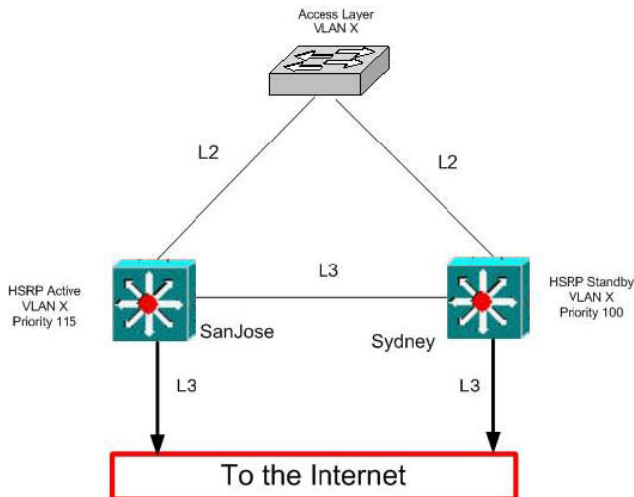 Access Layer
VLAN X
L2
L2
HSRP Active
VLAN X
Priority 115
L3
HSRP Standby
VLAN X
Priority 100
SanJose
Sydney
L3
L3
To the Internet